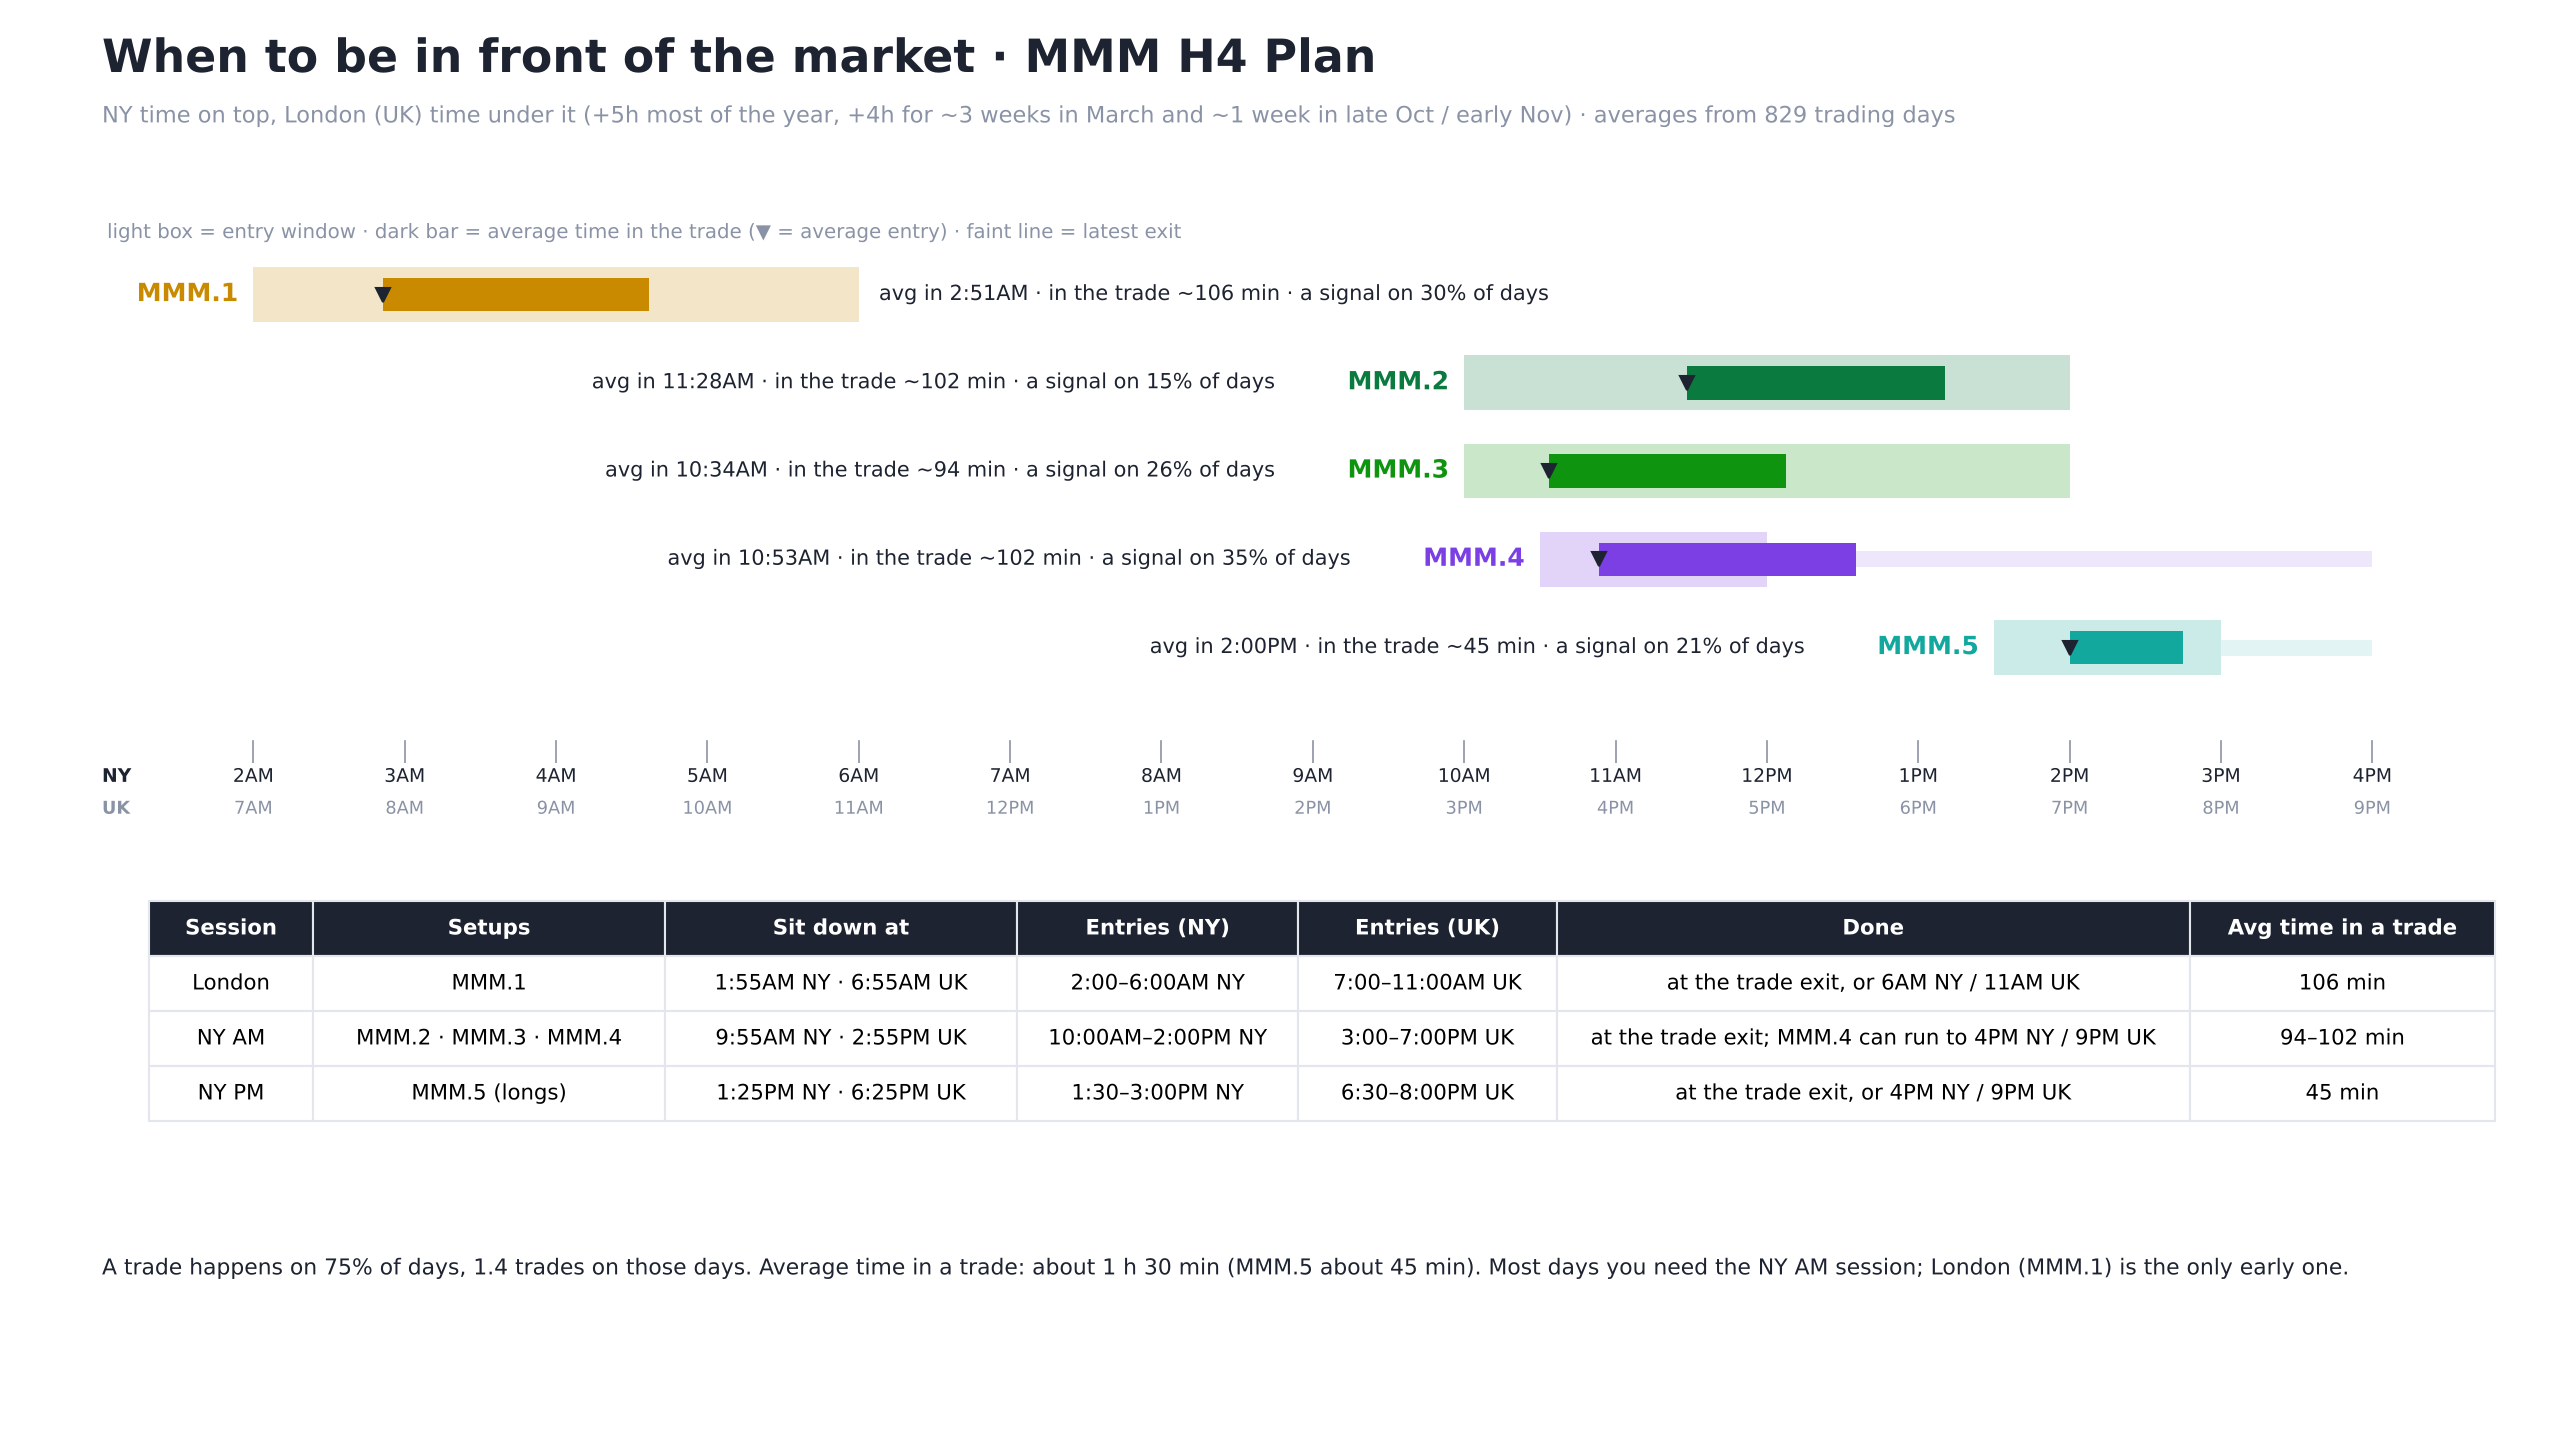 When to be in front of the market · MMM H4 Plan
NY time on top, London (UK) time under it (+5h most of the year, +4h for ~3 weeks in March and ~1 week in late Oct / early Nov) · averages from 829 trading days
light box = entry window · dark bar = average time in the trade (▼ = average entry) · faint line = latest exit
MMM.1 avg in 2:51AM · in the trade ~106 min · a signal on 30% of days
avg in 11:28AM · in the trade ~102 min · a signal on 15% of days MMM.2
avg in 10:34AM · in the trade ~94 min · a signal on 26% of days MMM.3
avg in 10:53AM · in the trade ~102 min · a signal on 35% of days MMM.4
avg in 2:00PM · in the trade ~45 min · a signal on 21% of days MMM.5
NY 2AM 3AM 4AM 5AM 6AM 7AM 8AM 9AM 10AM 11AM 12PM 1PM 2PM 3PM 4PM
UK 7AM 8AM 9AM 10AM 11AM 12PM 1PM 2PM 3PM 4PM 5PM 6PM 7PM 8PM 9PM
Session Setups Sit down at Entries (NY) Entries (UK) Done Avg time in a trade
London MMM.1 1:55AM NY · 6:55AM UK 2:00–6:00AM NY 7:00–11:00AM UK at the trade exit, or 6AM NY / 11AM UK 106 min
NY AM MMM.2 · MMM.3 · MMM.4 9:55AM NY · 2:55PM UK 10:00AM–2:00PM NY 3:00–7:00PM UK at the trade exit; MMM.4 can run to 4PM NY / 9PM UK 94–102 min
NY PM MMM.5 (longs) 1:25PM NY · 6:25PM UK 1:30–3:00PM NY 6:30–8:00PM UK at the trade exit, or 4PM NY / 9PM UK 45 min
A trade happens on 75% of days, 1.4 trades on those days. Average time in a trade: about 1 h 30 min (MMM.5 about 45 min). Most days you need the NY AM session; London (MMM.1) is the only early one.